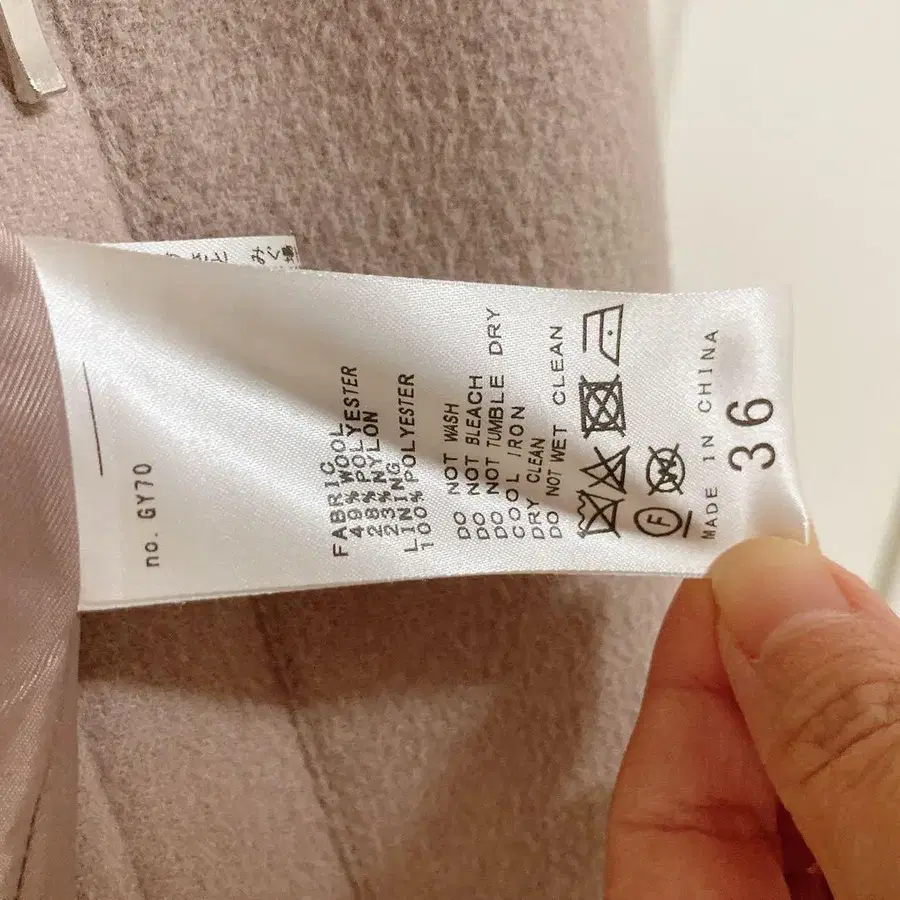 no. GY70
FABRIC
49%WOOL
28%POLYESTER
23%NYLON
LINING
100%POLYESTER
DO NOT WASH
DO NOT BLEACH
DO NOT TUMBLE DRY
COOL IRON
DRY CLEAN
DO NOT WET CLEAN
F
W
MADE IN CHINA
36